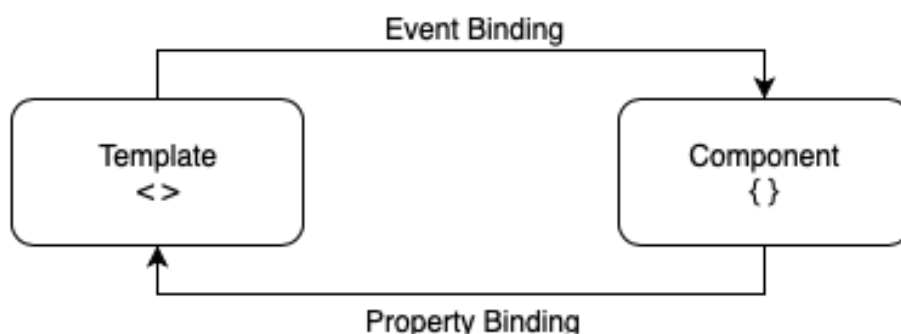 Event Binding
Template
< >
Component
{ }
Property Binding